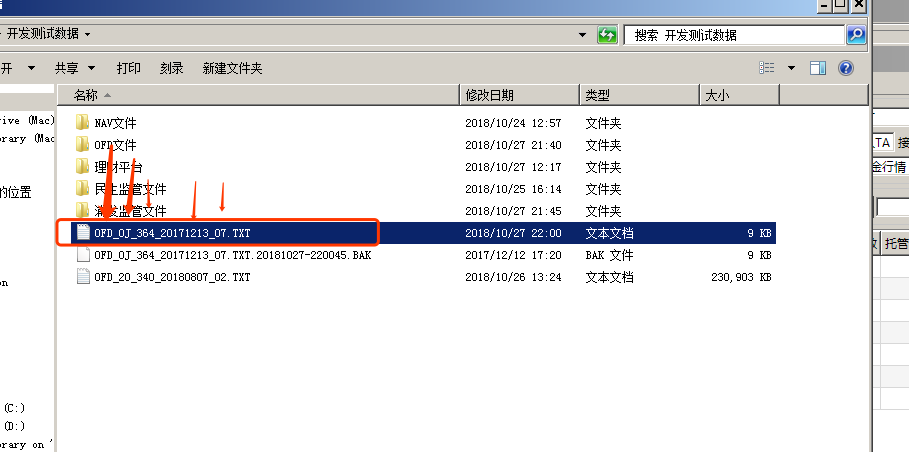 开发测试数据
搜索 开发测试数据
开 共享 打印 刻录 新建文件夹
名称 修改日期 类型 大小
NAV文件 2018/10/24 12:57 文件夹
OFD文件 2018/10/27 21:40 文件夹
理财平台 2018/10/27 12:17 文件夹
民生监管文件 2018/10/25 16:14 文件夹
浦发监管文件 2018/10/27 21:45 文件夹
OFD_0J_364_20171213_07.TXT 2018/10/27 22:00 文本文档 9 KB
OFD_0J_364_20171213_07.TXT.20181027-220045.BAK 2017/12/12 17:20 BAK 文件 9 KB
OFD_20_340_20180807_02.TXT 2018/10/26 13:24 文本文档 230,903 KB
rive (Mac)
brary (Mac
的位置
on
(C:)
(D:)
brary on '
TA 接
金行情
托管